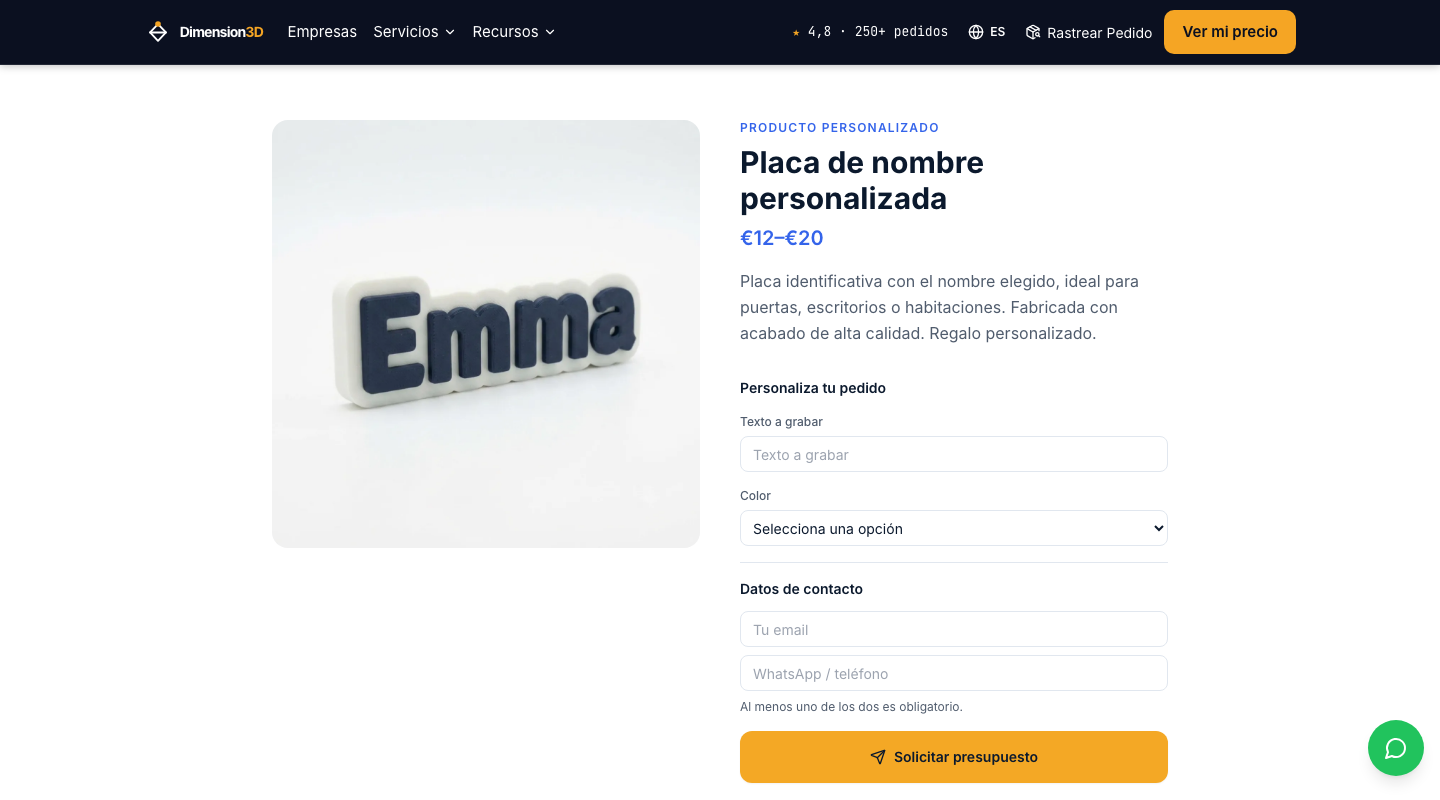 Dimension3D
Empresas
Servicios
Recursos
★ 4,8 · 250+ pedidos
ES
Rastrear Pedido
Ver mi precio
Emma
PRODUCTO PERSONALIZADO
Placa de nombre
personalizada
€12–€20
Placa identificativa con el nombre elegido, ideal para
puertas, escritorios o habitaciones. Fabricada con
acabado de alta calidad. Regalo personalizado.
Personaliza tu pedido
Texto a grabar
Texto a grabar
Color
Selecciona una opción
Datos de contacto
Tu email
WhatsApp / teléfono
Al menos uno de los dos es obligatorio.
Solicitar presupuesto